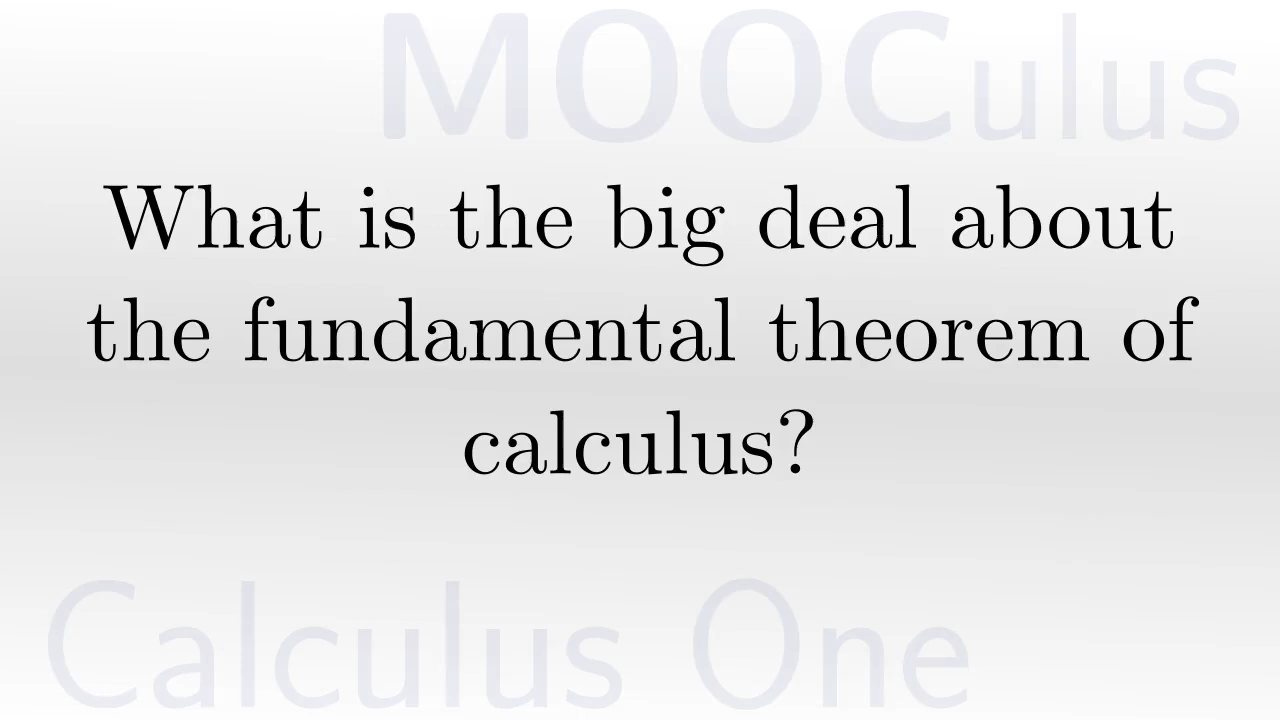 MOOCulus
What is the big deal about
the fundamental theorem of
calculus?
Calculus One